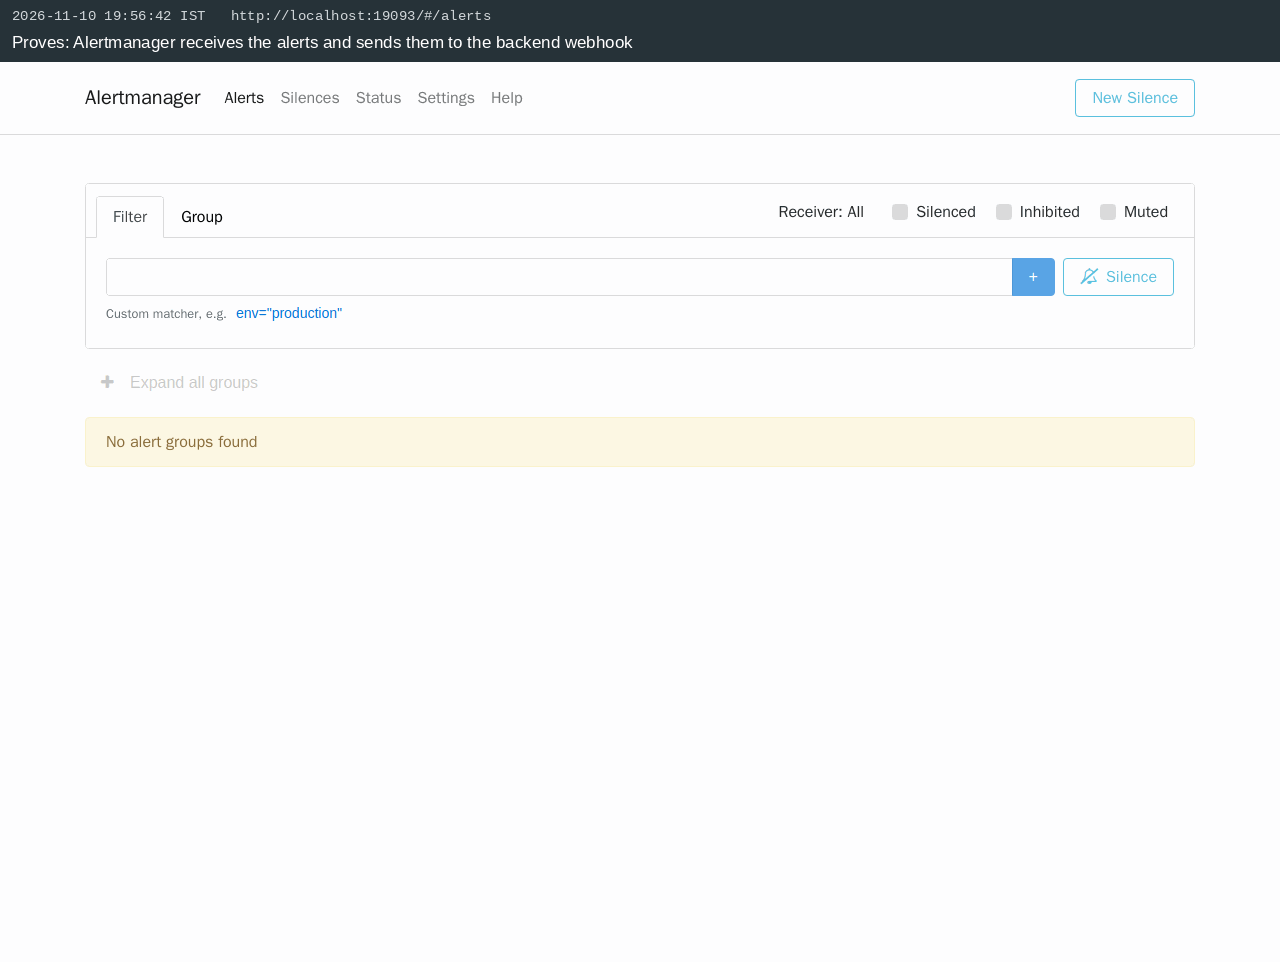 2026-11-10 19:56:42 IST http://localhost:19093/#/alerts
Proves: Alertmanager receives the alerts and sends them to the backend webhook
Alertmanager Alerts Silences Status Settings Help New Silence
Filter Group Receiver: All Silenced Inhibited Muted
+ Silence
Custom matcher, e.g. env="production"
Expand all groups
No alert groups found